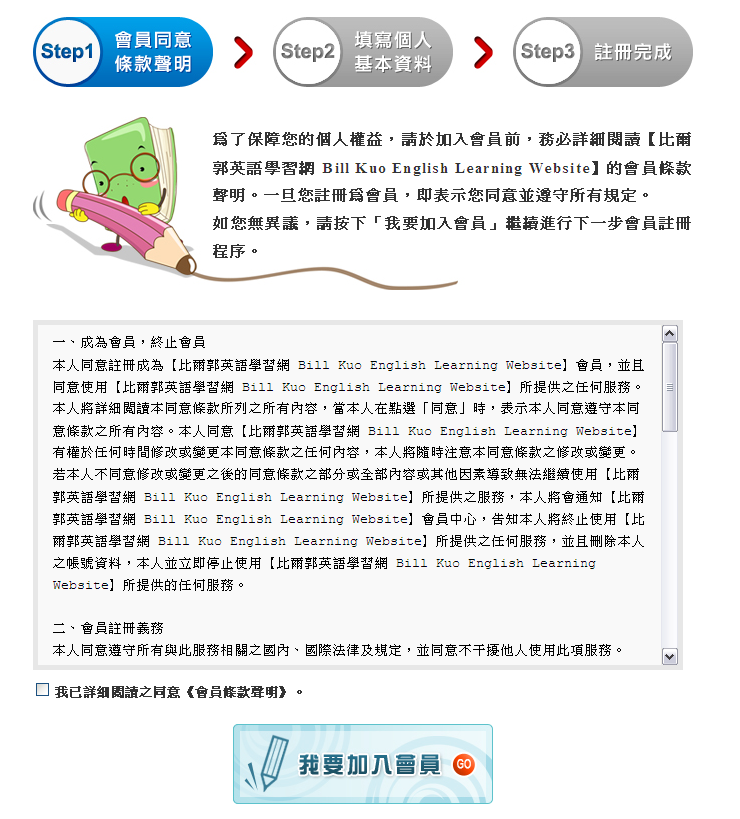 Step1 會員同意
條款聲明
Step2 填寫個人
基本資料
Step3 註冊完成
為了保障您的個人權益，請於加入會員前，務必詳細閱讀【比爾
郭英語學習網 Bill Kuo English Learning Website】的會員條款
聲明。一旦您註冊為會員，即表示您同意並遵守所有規定。
如您無異議，請按下「我要加入會員」繼續進行下一步會員註冊
程序。
一、成為會員，終止會員
本人同意註冊成為【比爾郭英語學習網 Bill Kuo English Learning Website】會員，並且
同意使用【比爾郭英語學習網 Bill Kuo English Learning Website】所提供之任何服務。
本人將詳細閱讀本同意條款所列之所有內容，當本人在點選「同意」時，表示本人同意遵守本同
意條款之所有內容。本人同意【比爾郭英語學習網 Bill Kuo English Learning Website】
有權於任何時間修改或變更本同意條款之任何內容，本人將隨時注意本同意條款之修改或變更。
若本人不同意修改或變更之後的同意條款之部分或全部內容或其他因素導致無法繼續使用【比爾
郭英語學習網 Bill Kuo English Learning Website】所提供之服務，本人將會通知【比爾
郭英語學習網 Bill Kuo English Learning Website】會員中心，告知本人將終止使用【比
爾郭英語學習網 Bill Kuo English Learning Website】所提供之任何服務，並且刪除本人
之帳號資料，本人並立即停止使用【比爾郭英語學習網 Bill Kuo English Learning
Website】所提供的任何服務。
二、會員註冊義務
本人同意遵守所有與此服務相關之國內、國際法律及規定，並同意不干擾他人使用此項服務。
我已詳細閱讀之同意《會員條款聲明》。
我要加入會員 GO